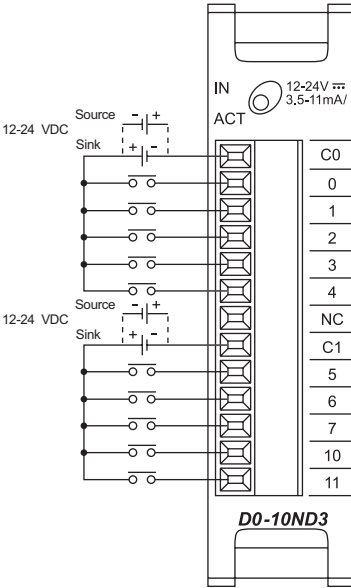 IN
12-24V
3.5-11mA/
ACT
Source
- +
12-24 VDC
Sink
+ -
C0
0
1
2
3
4
Source
- +
12-24 VDC
NC
Sink
+ -
C1
5
6
7
10
11
D0-10ND3